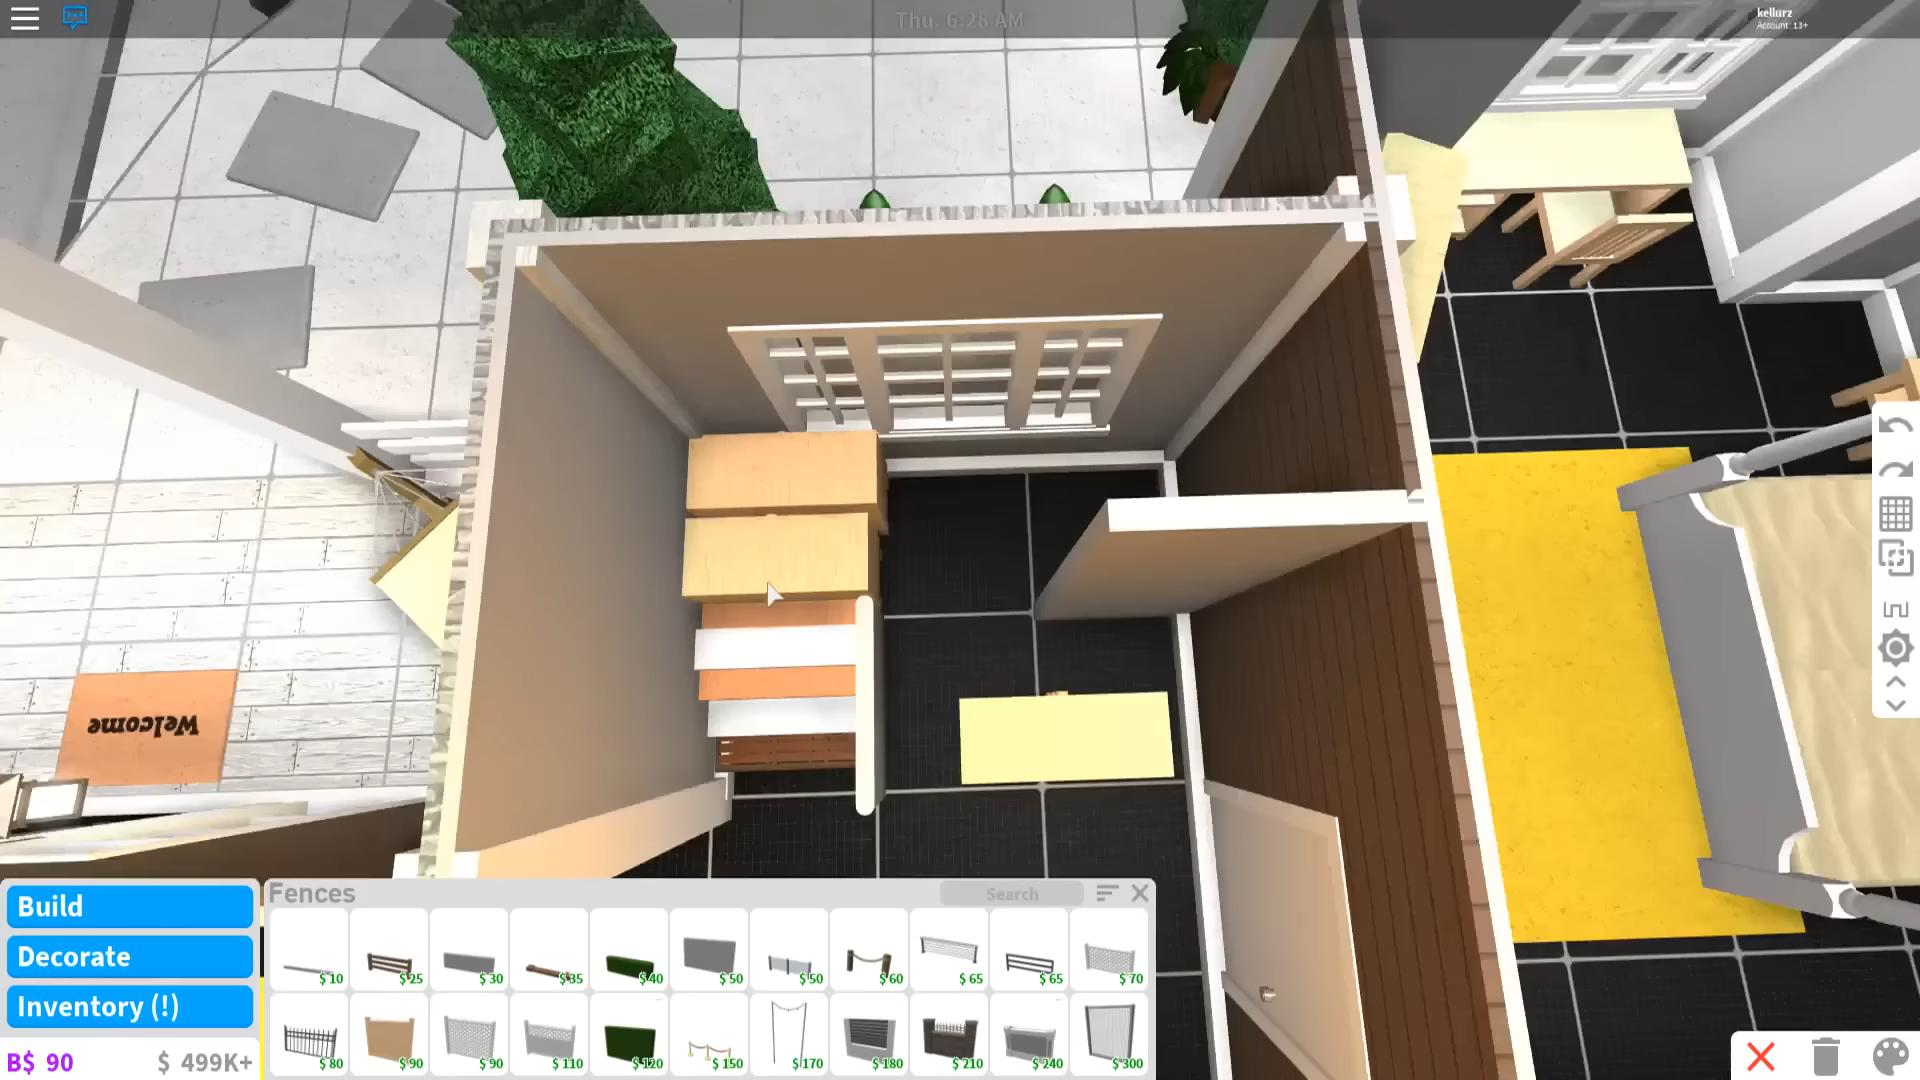 Thu. 6:28 AM
kellurz
Account: 13+
Welcome
Build
Decorate
Inventory (!)
B$ 90
$ 499K+
Fences
Search
$ 10 $ 25 $ 30 $ 35 $ 40 $ 50 $ 50 $ 60 $ 65 $ 65 $ 70
$ 80 $ 90 $ 90 $ 110 $ 120 $ 150 $ 170 $ 180 $ 210 $ 240 $ 300